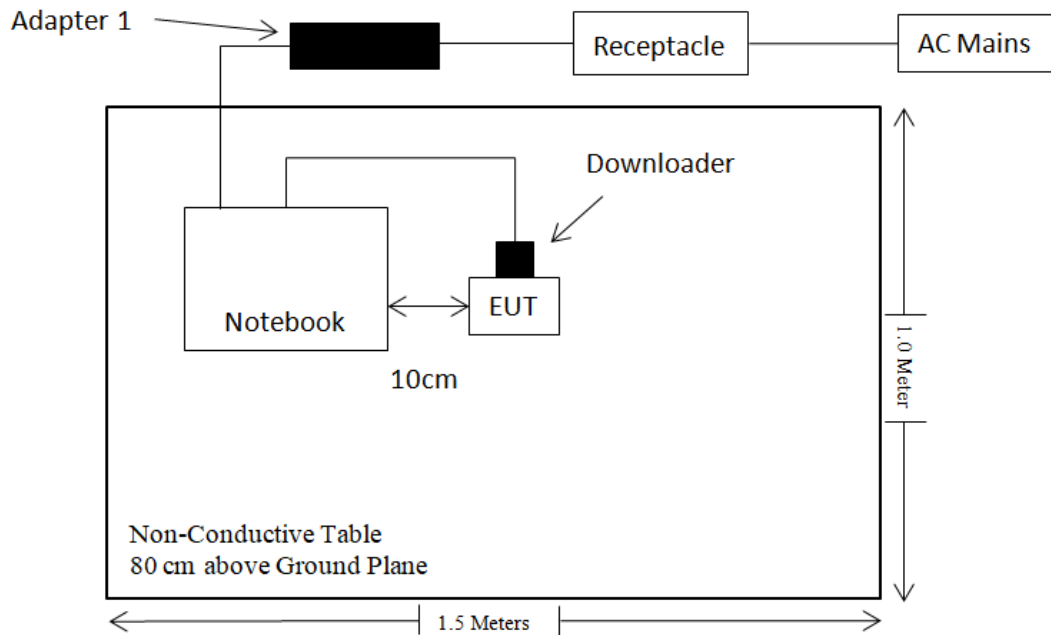 Adapter 1
Receptacle
AC Mains
Downloader
Notebook
EUT
10cm
1.0 Meter
Non-Conductive Table
80 cm above Ground Plane
1.5 Meters